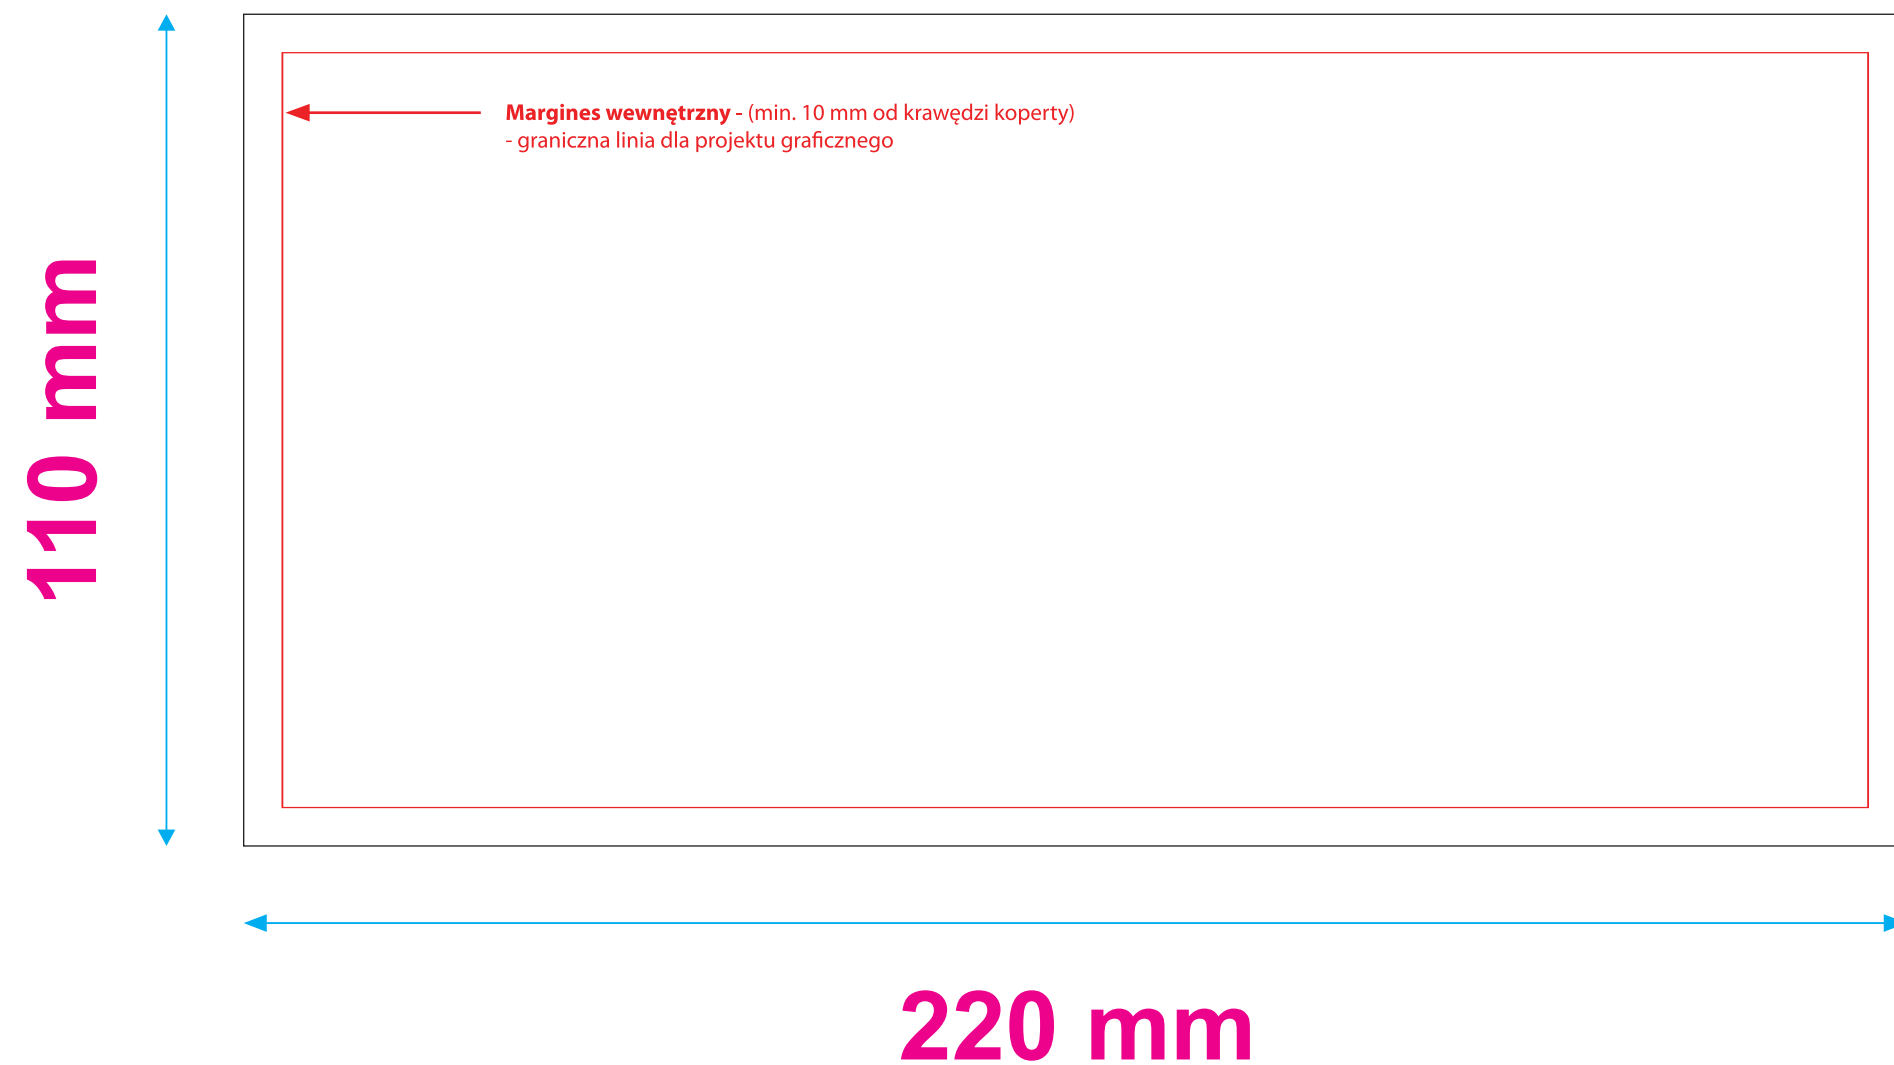 Margines wewnętrzny - (min. 10 mm od krawędzi koperty)
- graniczna linia dla projektu graficznego
110 mm
220 mm